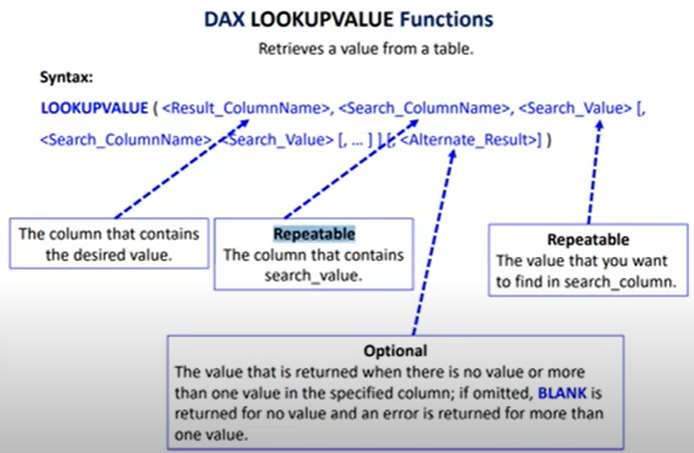 DAX LOOKUPVALUE Functions
Retrieves a value from a table.
Syntax:
LOOKUPVALUE ( <Result_ColumnName>, <Search_ColumnName>, <Search_Value> [,
<Search_ColumnName>, <Search_Value> [, ... ] ] [, <Alternate_Result>] )
The column that contains
the desired value.
Repeatable
The column that contains
search_value.
Repeatable
The value that you want
to find in search_column.
Optional
The value that is returned when there is no value or more
than one value in the specified column; if omitted, BLANK is
returned for no value and an error is returned for more than
one value.